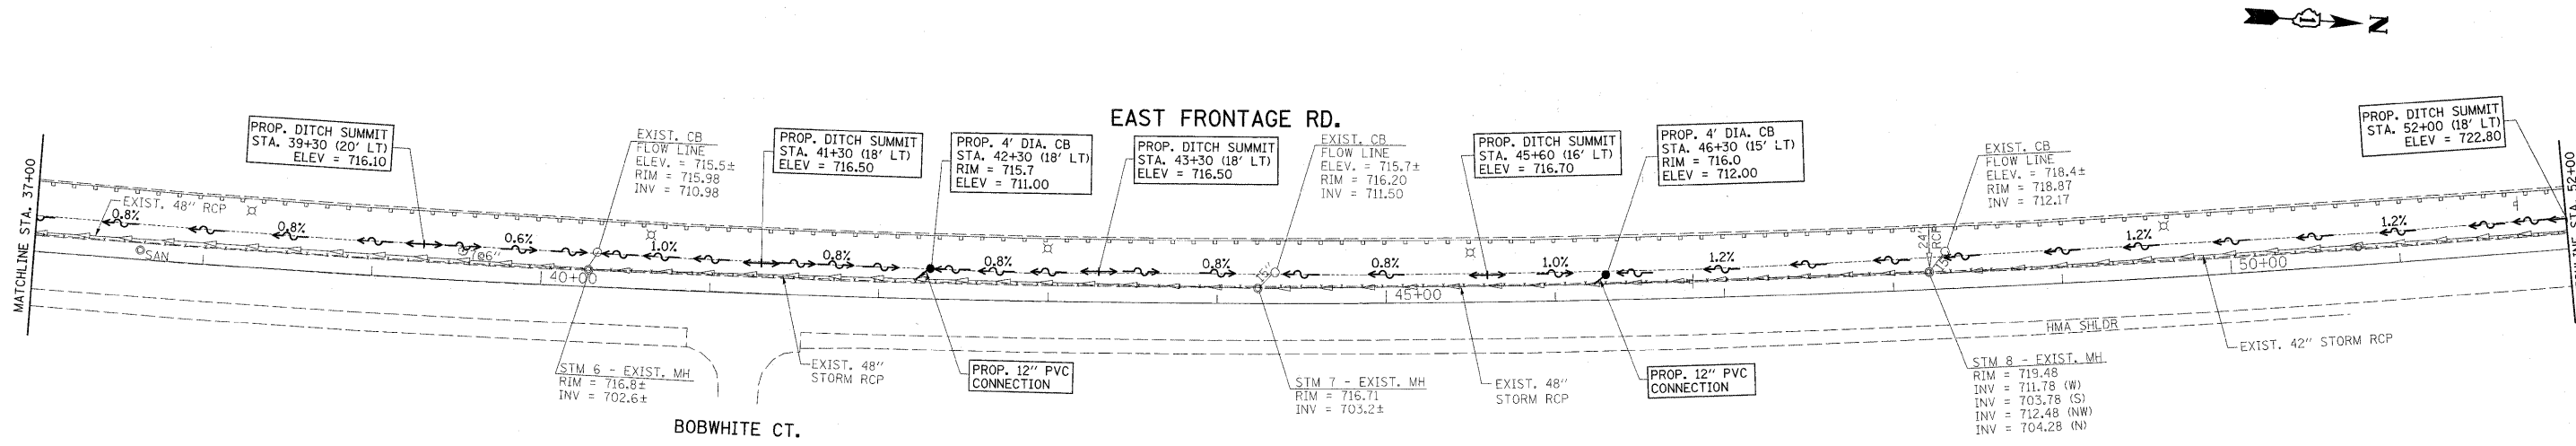 N
EAST FRONTAGE RD.
MATCHLINE STA. 37+00
PROP. DITCH SUMMIT
STA. 39+30 (20' LT)
ELEV = 716.10
EXIST. CB
FLOW LINE
ELEV. = 715.5±
RIM = 715.98
INV = 710.98
PROP. DITCH SUMMIT
STA. 41+30 (18' LT)
ELEV = 716.50
PROP. 4' DIA. CB
STA. 42+30 (18' LT)
RIM = 715.7
ELEV = 711.00
PROP. DITCH SUMMIT
STA. 43+30 (18' LT)
ELEV = 716.50
EXIST. CB
FLOW LINE
ELEV. = 715.7±
RIM = 716.20
INV = 711.50
PROP. DITCH SUMMIT
STA. 45+60 (16' LT)
ELEV = 716.70
PROP. 4' DIA. CB
STA. 46+30 (15' LT)
RIM = 716.0
ELEV = 712.00
EXIST. CB
FLOW LINE
ELEV. = 718.4±
RIM = 718.87
INV = 712.17
PROP. DITCH SUMMIT
STA. 52+00 (18' LT)
ELEV = 722.80
MATCHLINE STA. 52+00
EXIST. 48" RCP
0.8%
0.8%
0.6%
1.0%
0.8%
0.8%
0.8%
0.8%
1.0%
1.2%
1.2%
1.2%
SAN
15"
24" RCP
15"
40+00
45+00
50+00
HMA SHLDR
STM 6 - EXIST. MH
RIM = 716.8±
INV = 702.6±
EXIST. 48"
STORM RCP
PROP. 12" PVC
CONNECTION
STM 7 - EXIST. MH
RIM = 716.71
INV = 703.2±
EXIST. 48"
STORM RCP
PROP. 12" PVC
CONNECTION
STM 8 - EXIST. MH
RIM = 719.48
INV = 711.78 (W)
INV = 703.78 (S)
INV = 712.48 (NW)
INV = 704.28 (N)
EXIST. 42" STORM RCP
BOBWHITE CT.